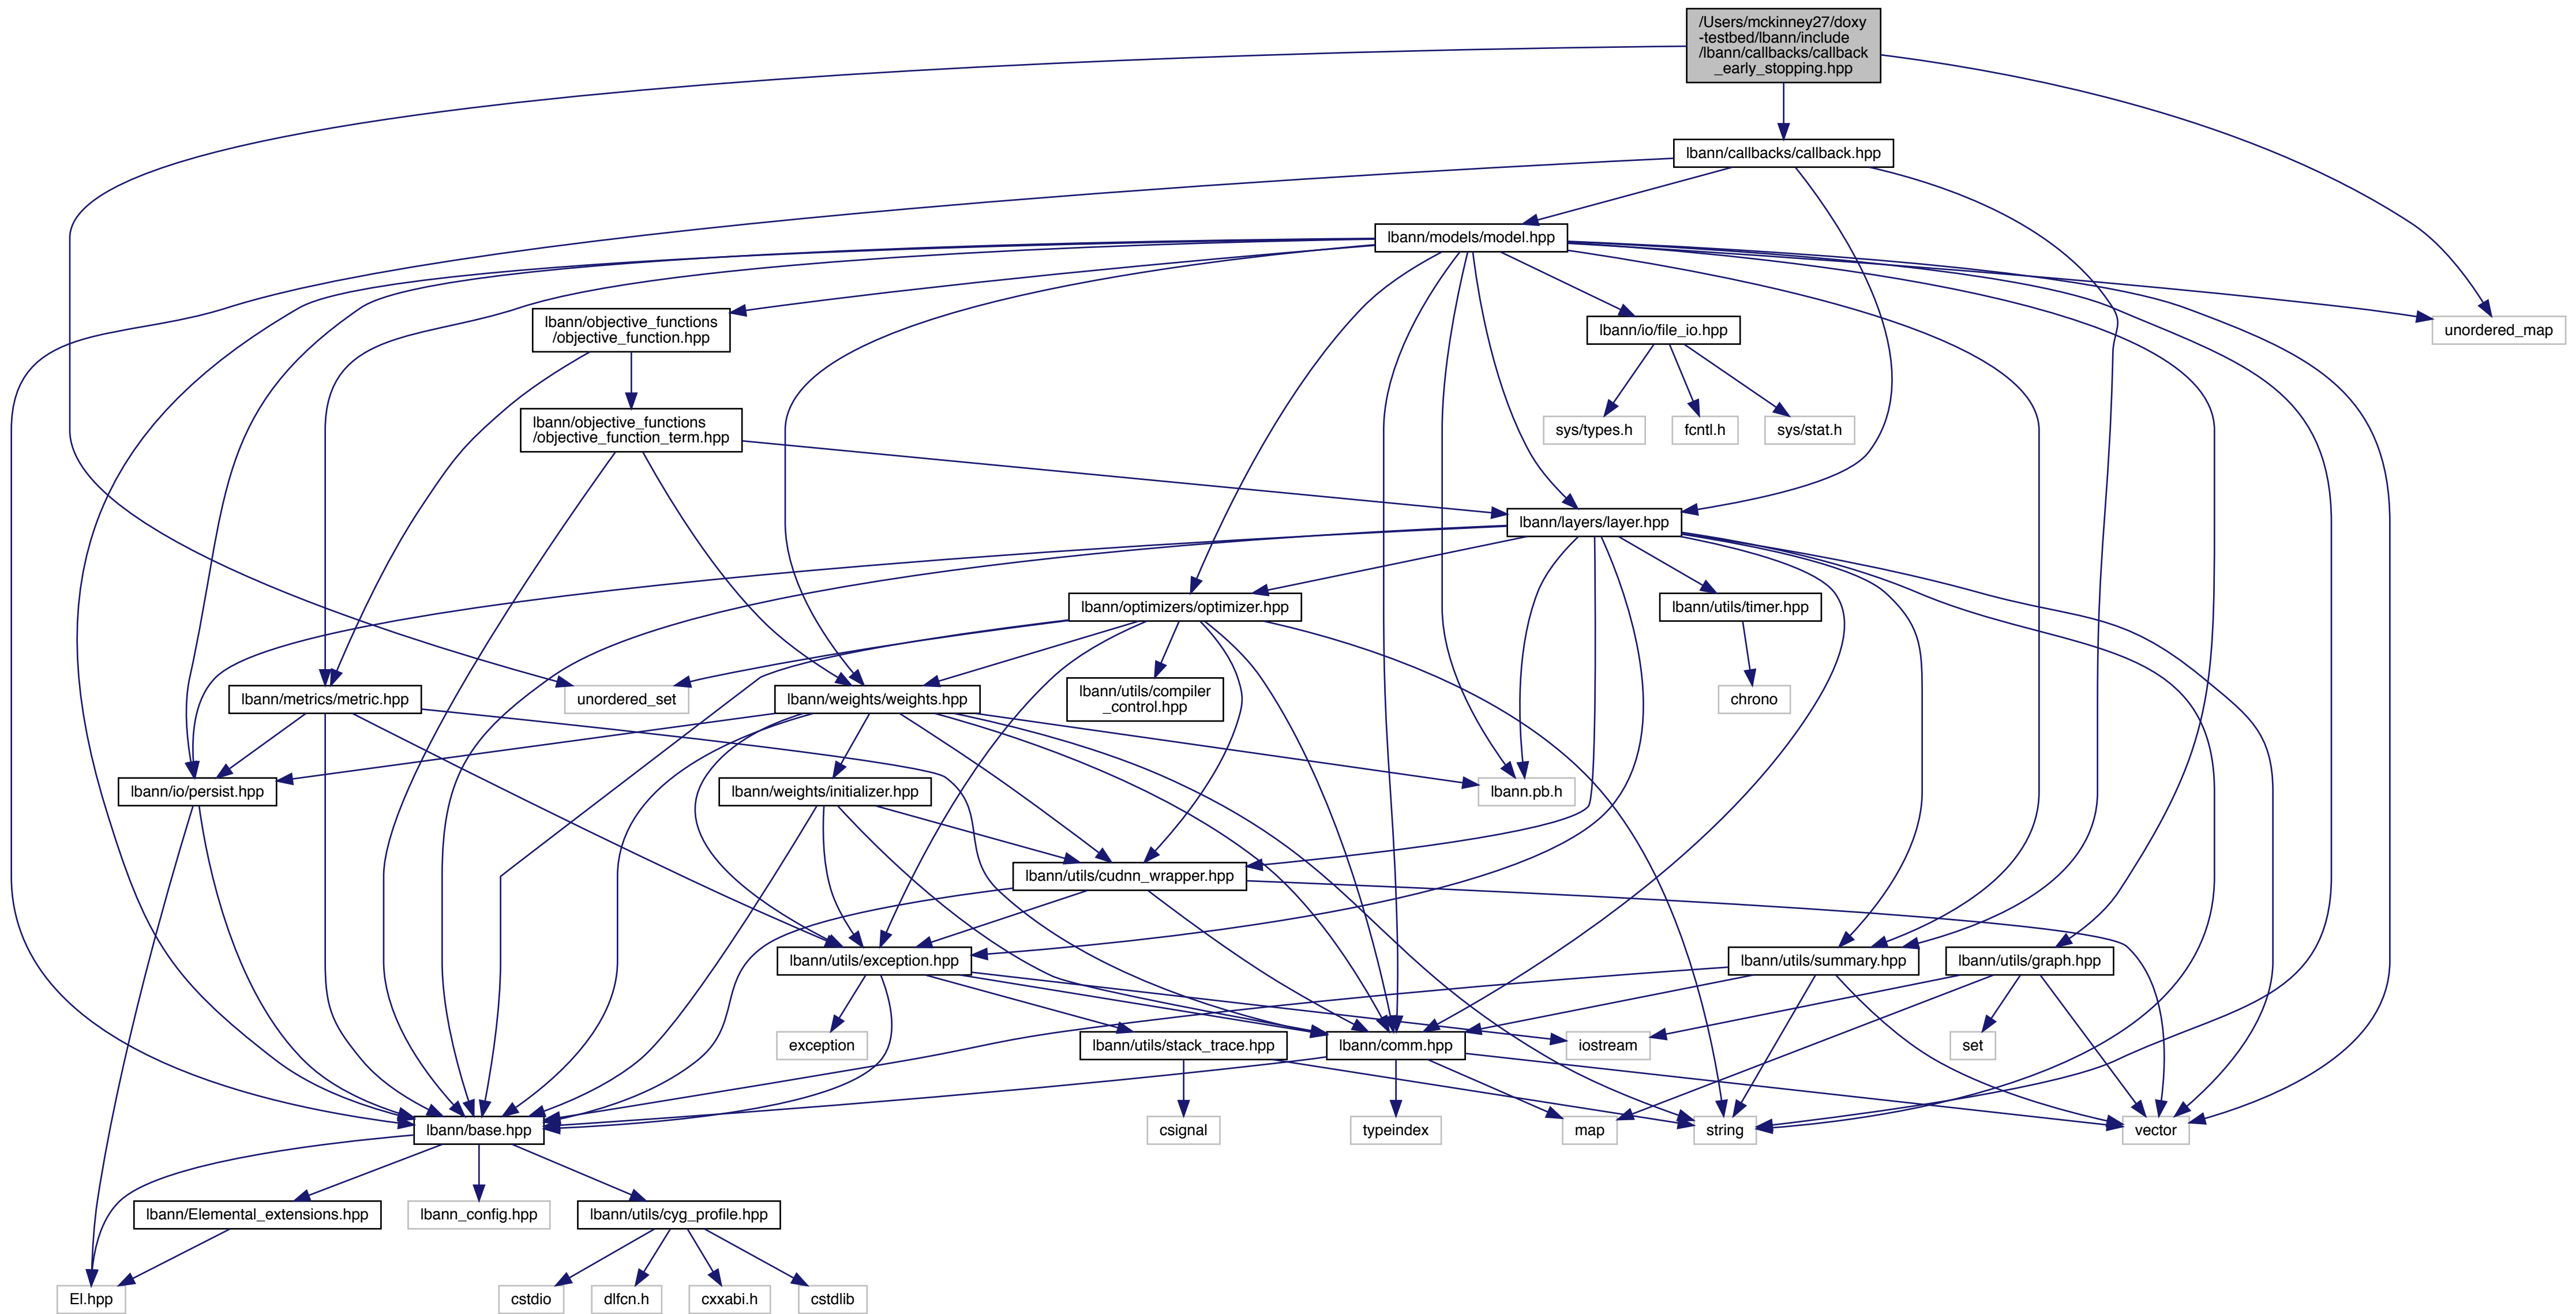 /Users/mckinney27/doxy
-testbed/lbann/include
/lbann/callbacks/callback
_early_stopping.hpp
lbann/callbacks/callback.hpp
lbann/models/model.hpp
lbann/objective_functions
/objective_function.hpp
lbann/io/file_io.hpp
unordered_map
lbann/objective_functions
/objective_function_term.hpp
sys/types.h
fcntl.h
sys/stat.h
lbann/layers/layer.hpp
lbann/optimizers/optimizer.hpp
lbann/utils/timer.hpp
lbann/metrics/metric.hpp
unordered_set
lbann/weights/weights.hpp
lbann/utils/compiler
_control.hpp
chrono
lbann/io/persist.hpp
lbann/weights/initializer.hpp
lbann.pb.h
lbann/utils/cudnn_wrapper.hpp
lbann/utils/exception.hpp
lbann/utils/summary.hpp
lbann/utils/graph.hpp
exception
lbann/utils/stack_trace.hpp
lbann/comm.hpp
iostream
set
lbann/base.hpp
csignal
typeindex
map
string
vector
lbann/Elemental_extensions.hpp
lbann_config.hpp
lbann/utils/cyg_profile.hpp
El.hpp
cstdio
dlfcn.h
cxxabi.h
cstdlib